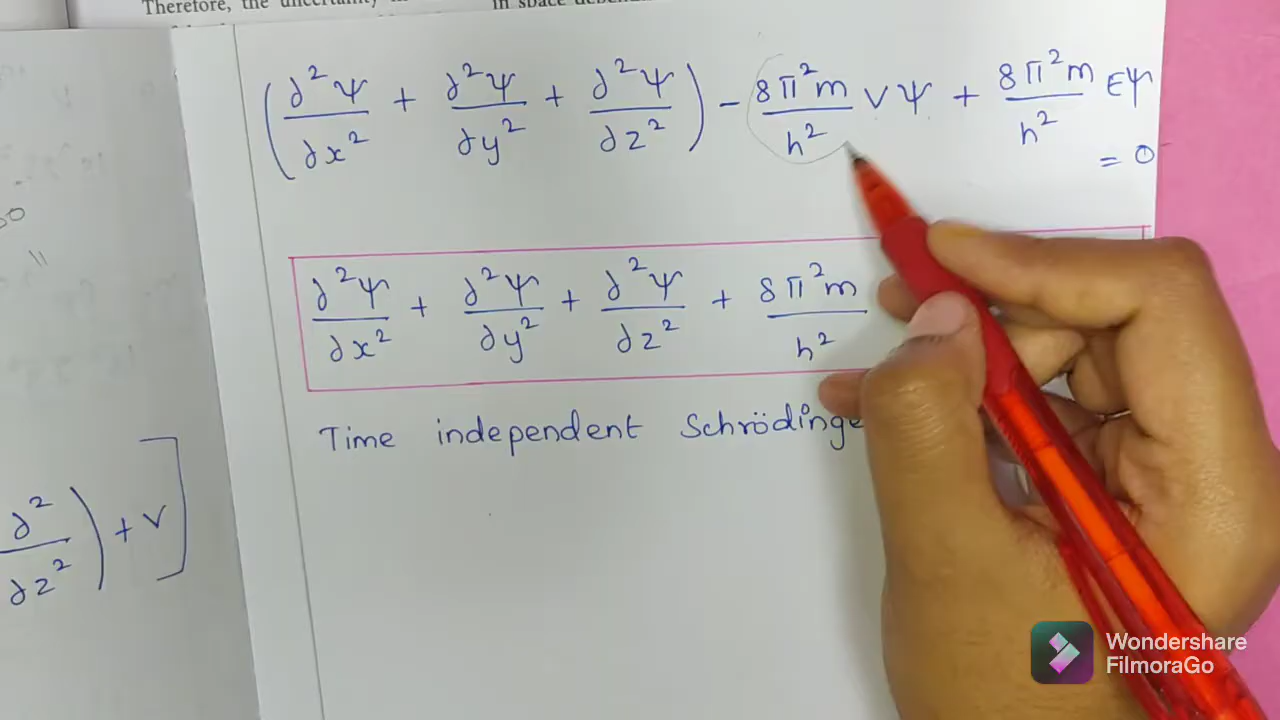 Therefore, the uncertainty
in space
(∂²Ψ/∂x² + ∂²Ψ/∂y² + ∂²Ψ/∂z²) - 8π²m/h² VΨ + 8π²m/h² EΨ
= 0
∂²Ψ/∂x² + ∂²Ψ/∂y² + ∂²Ψ/∂z² + 8π²m/h²
Time independent Schrödinge
∂²/∂z²) + V]
Wondershare
FilmoraGo